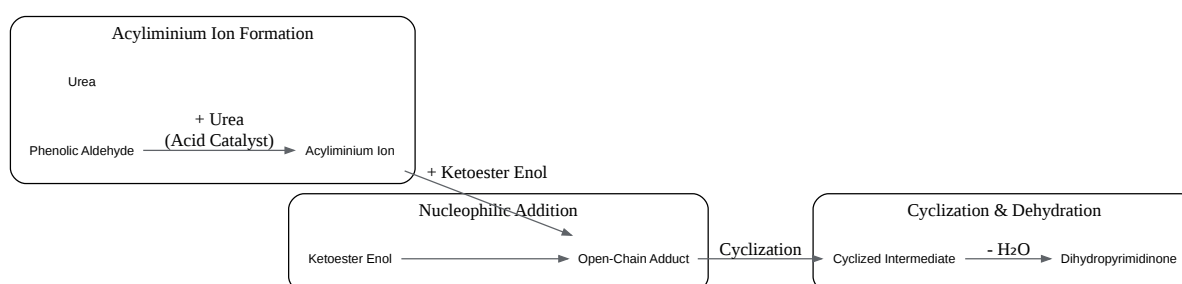 Acyliminium Ion Formation
Urea
+ Urea
(Acid Catalyst)
Phenolic Aldehyde
Acyliminium Ion
+ Ketoester Enol
Nucleophilic Addition
Ketoester Enol
Open-Chain Adduct
Cyclization
Cyclization & Dehydration
Cyclized Intermediate
- H₂O
Dihydropyrimidinone